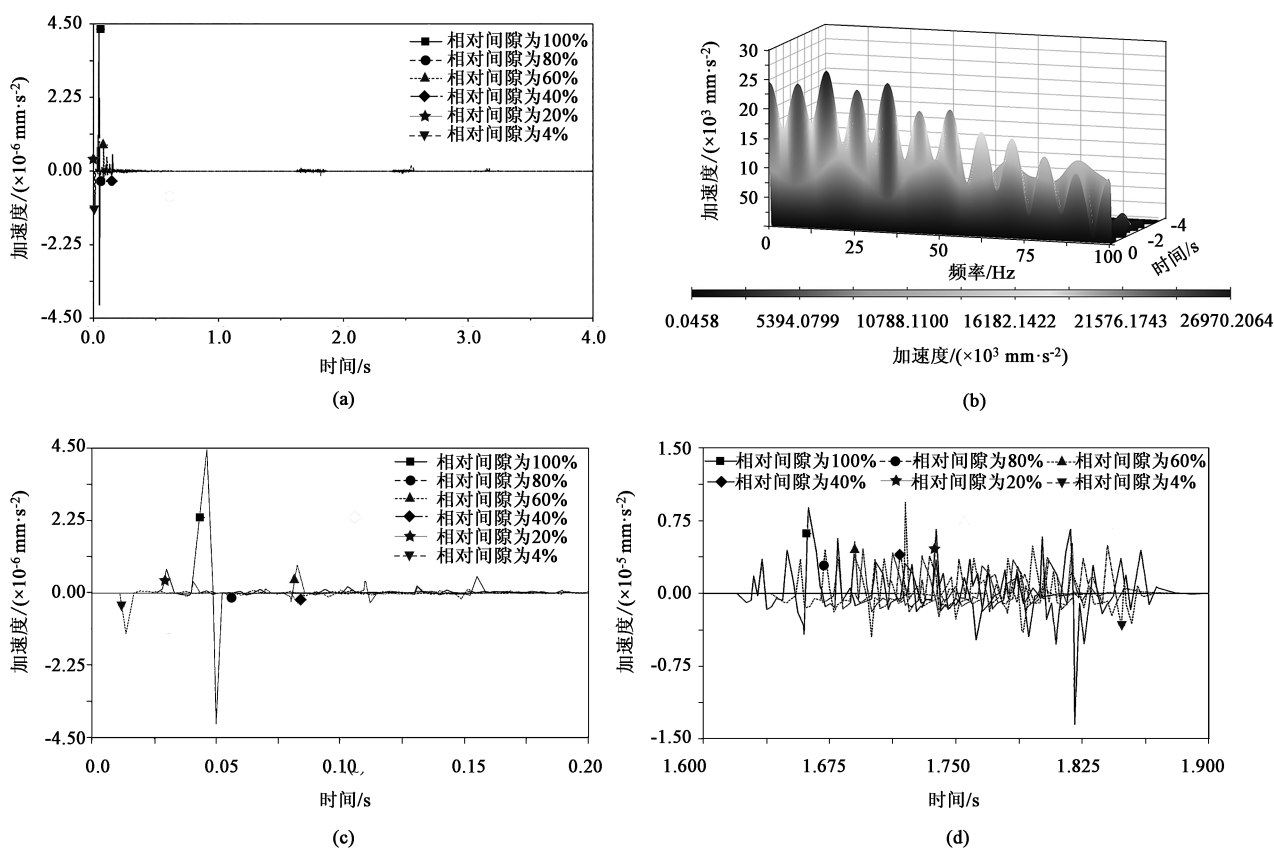 4.50
2.25
0.00
-2.25
-4.50
加速度/(×10⁻⁶ mm·s⁻²)
相对间隙为100%
相对间隙为80%
相对间隙为60%
相对间隙为40%
相对间隙为20%
相对间隙为4%
0.0 1.0 2.0 3.0 4.0
时间/s
(a)
30
25
20
15
10
50
加速度/(×10³ mm·s⁻²)
0 25 50 75 100
频率/Hz
0 -2 -4
时间/s
0.0458 5394.0799 10788.1100 16182.1422 21576.1743 26970.2064
加速度/(×10³ mm·s⁻²)
(b)
4.50
2.25
0.00
-2.25
-4.50
加速度/(×10⁻⁶ mm·s⁻²)
相对间隙为100%
相对间隙为80%
相对间隙为60%
相对间隙为40%
相对间隙为20%
相对间隙为4%
0.0 0.05 0.10 0.15 0.20
时间/s
(c)
1.50
0.75
0.00
-0.75
-1.50
加速度/(×10⁻⁵ mm·s⁻²)
相对间隙为100% 相对间隙为80% 相对间隙为60%
相对间隙为40% 相对间隙为20% 相对间隙为4%
1.600 1.675 1.750 1.825 1.900
时间/s
(d)